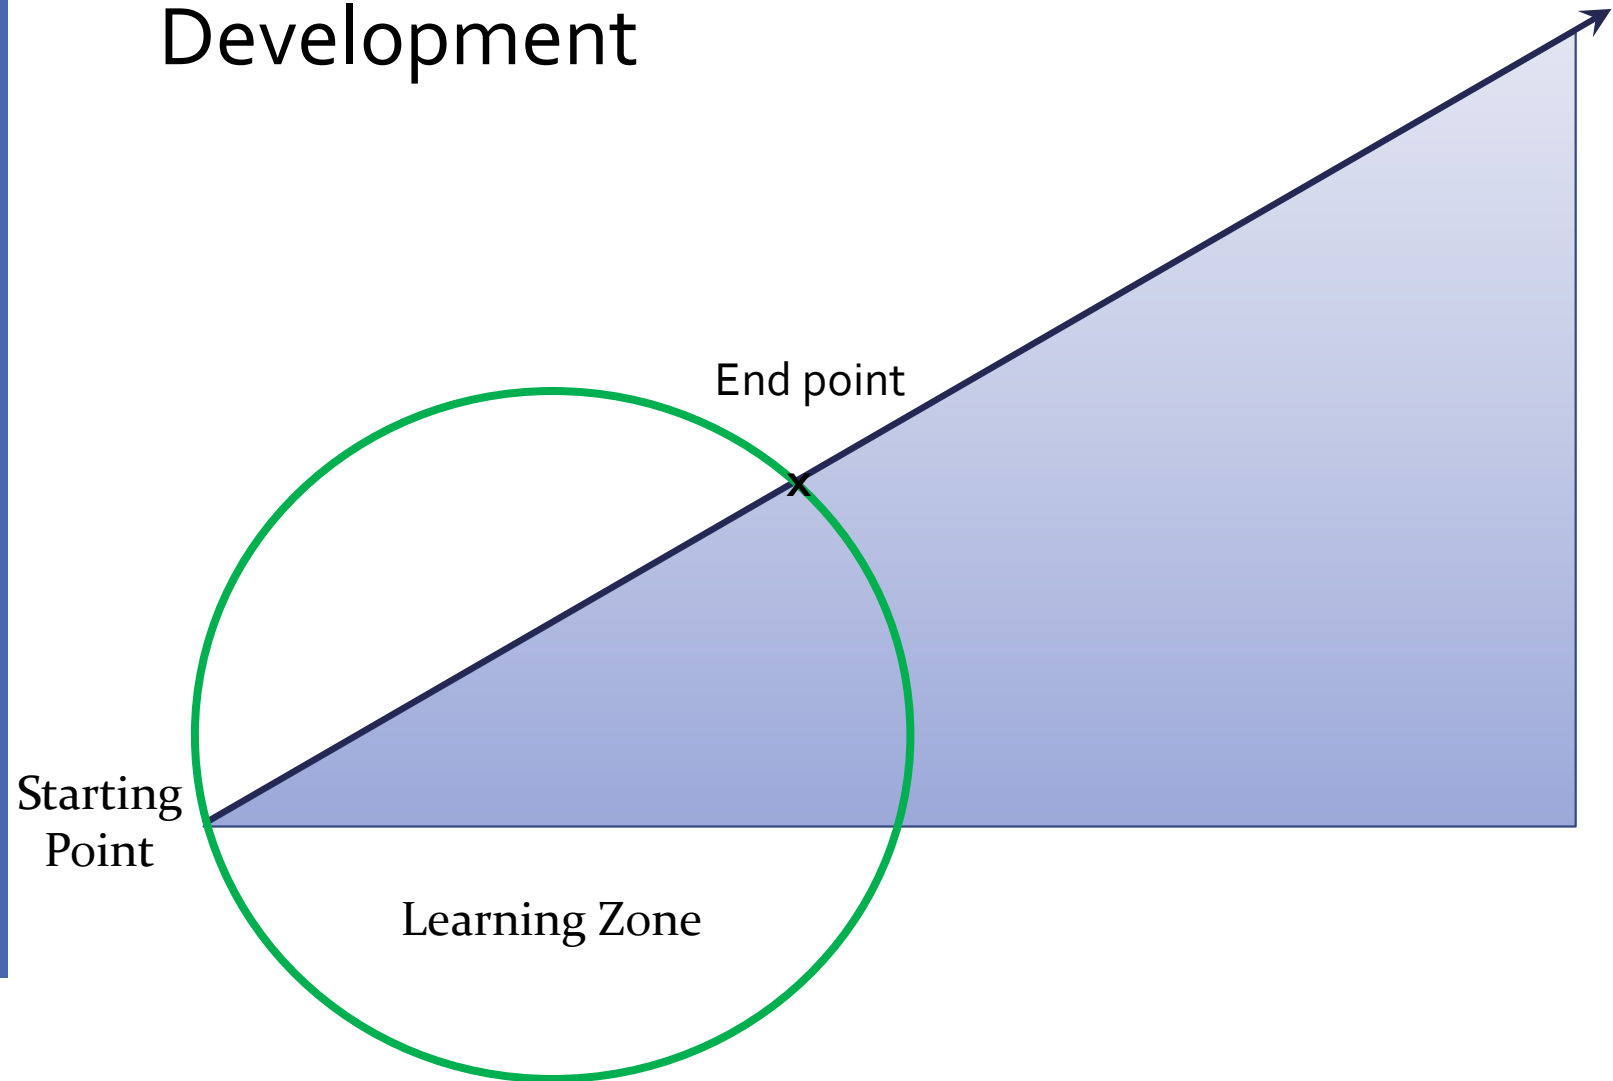 Development
End point
x
Starting
Point
Learning Zone